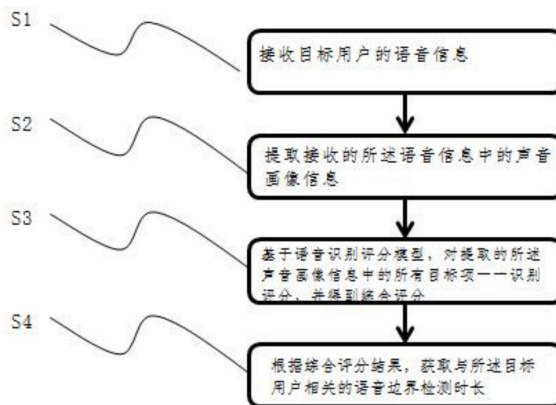 S1
接收目标用户的语音信息
S2
提取接收的所述语音信息中的声音
画像信息
S3
基于语音识别评分模型，对提取的所述
声音画像信息中的所有目标项一一识别
评分，并得到综合评分
S4
根据综合评分结果，获取与所述目标
用户相关的语音边界检测时长